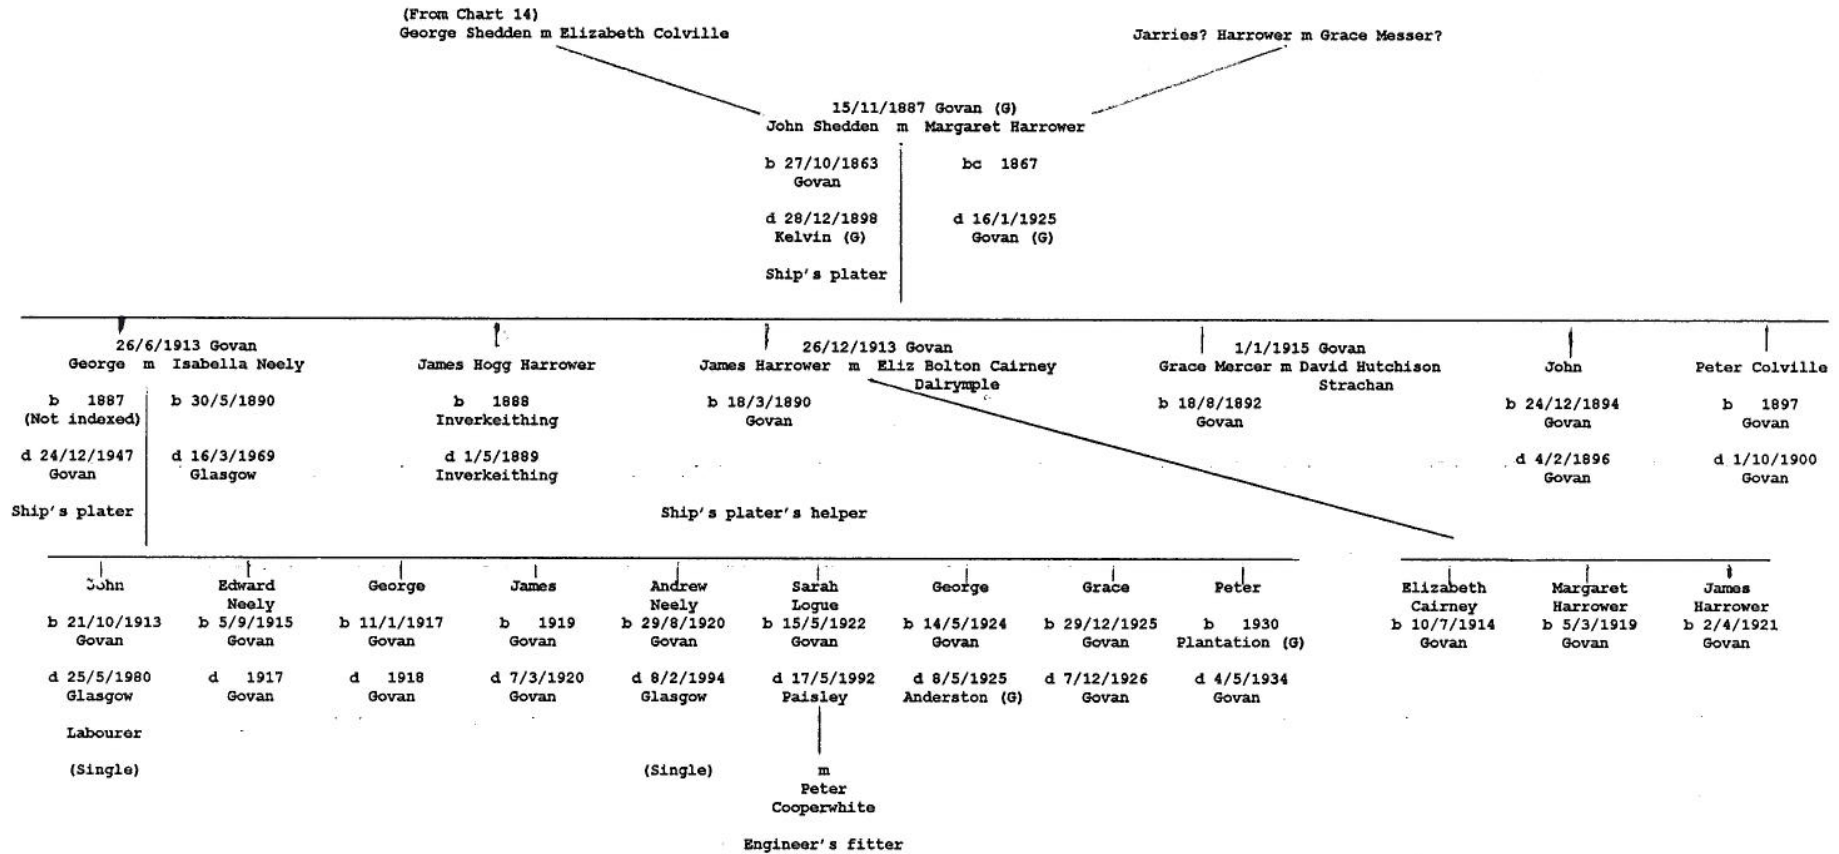 (From Chart 14)
George Shedden m Elizabeth Colville
Jarries? Harrower m Grace Messer?
15/11/1887 Govan (G)
John Shedden m Margaret Harrower
b 27/10/1863 bc 1867
Govan
d 28/12/1898 d 16/1/1925
Kelvin (G) Govan (G)
Ship's plater
26/6/1913 Govan 26/12/1913 Govan 1/1/1915 Govan
George m Isabella Neely James Hogg Harrower James Harrower m Eliz Bolton Cairney Grace Mercer m David Hutchison John Peter Colville
Dalrymple Strachan
b 1887 b 30/5/1890 b 1888 b 18/3/1890 b 18/8/1892 b 24/12/1894 b 1897
(Not indexed) Inverkeithing Govan Govan Govan Govan
d 24/12/1947 d 16/3/1969 d 1/5/1889 d 4/2/1896 d 1/10/1900
Govan Glasgow Inverkeithing Govan Govan
Ship's plater Ship's plater's helper
John Edward George James Andrew Sarah George Grace Peter Elizabeth Margaret James
Neely Neely Logue Cairney Harrower Harrower
b 21/10/1913 b 5/9/1915 b 11/1/1917 b 1919 b 29/8/1920 b 15/5/1922 b 14/5/1924 b 29/12/1925 b 1930 b 10/7/1914 b 5/3/1919 b 2/4/1921
Govan Govan Govan Govan Govan Govan Govan Govan Plantation (G) Govan Govan Govan
d 25/5/1980 d 1917 d 1918 d 7/3/1920 d 8/2/1994 d 17/5/1992 d 8/5/1925 d 7/12/1926 d 4/5/1934
Glasgow Govan Govan Govan Glasgow Paisley Anderston (G) Govan Govan
Labourer
(Single) (Single) m
Peter
Cooperwhite
Engineer's fitter